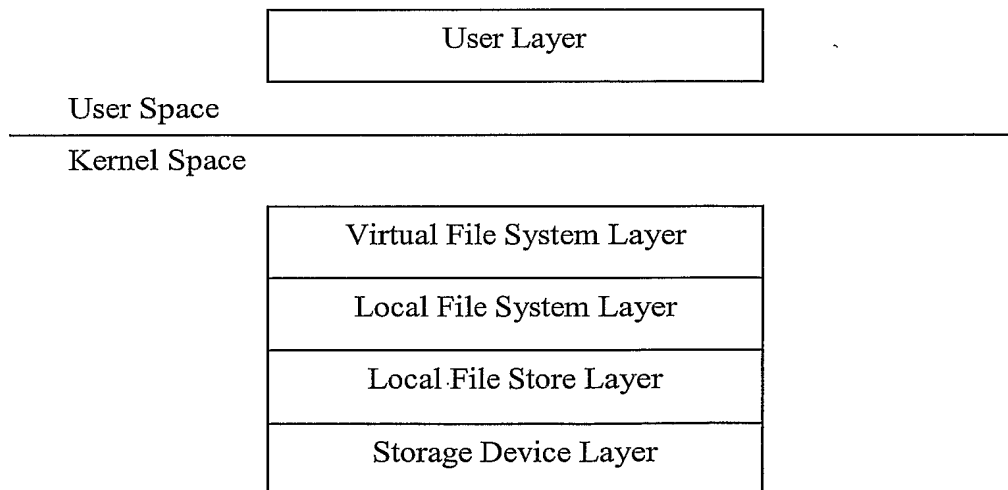 User Layer
User Space
Kernel Space
Virtual File System Layer
Local File System Layer
Local File Store Layer
Storage Device Layer